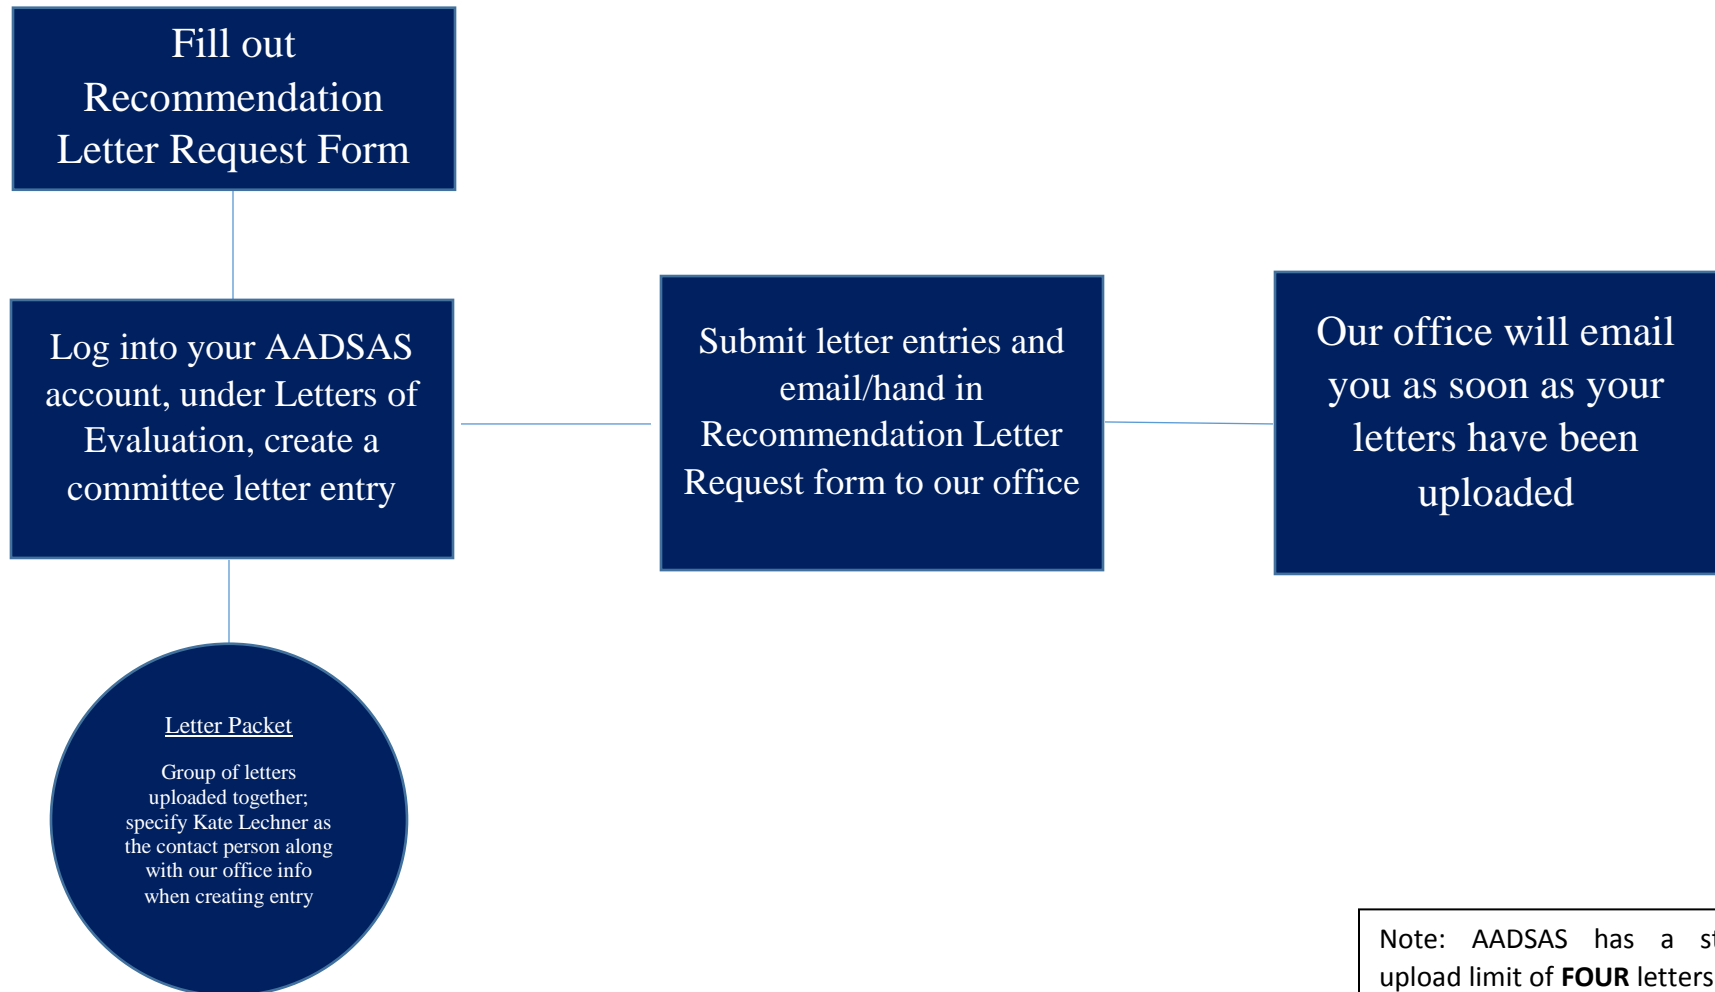 Fill out
Recommendation
Letter Request Form
Log into your AADSAS
account, under Letters of
Evaluation, create a
committee letter entry
Submit letter entries and
email/hand in
Recommendation Letter
Request form to our office
Our office will email
you as soon as your
letters have been
uploaded
Letter Packet
Group of letters
uploaded together;
specify Kate Lechner as
the contact person along
with our office info
when creating entry
Note: AADSAS has a
upload limit of FOUR letters